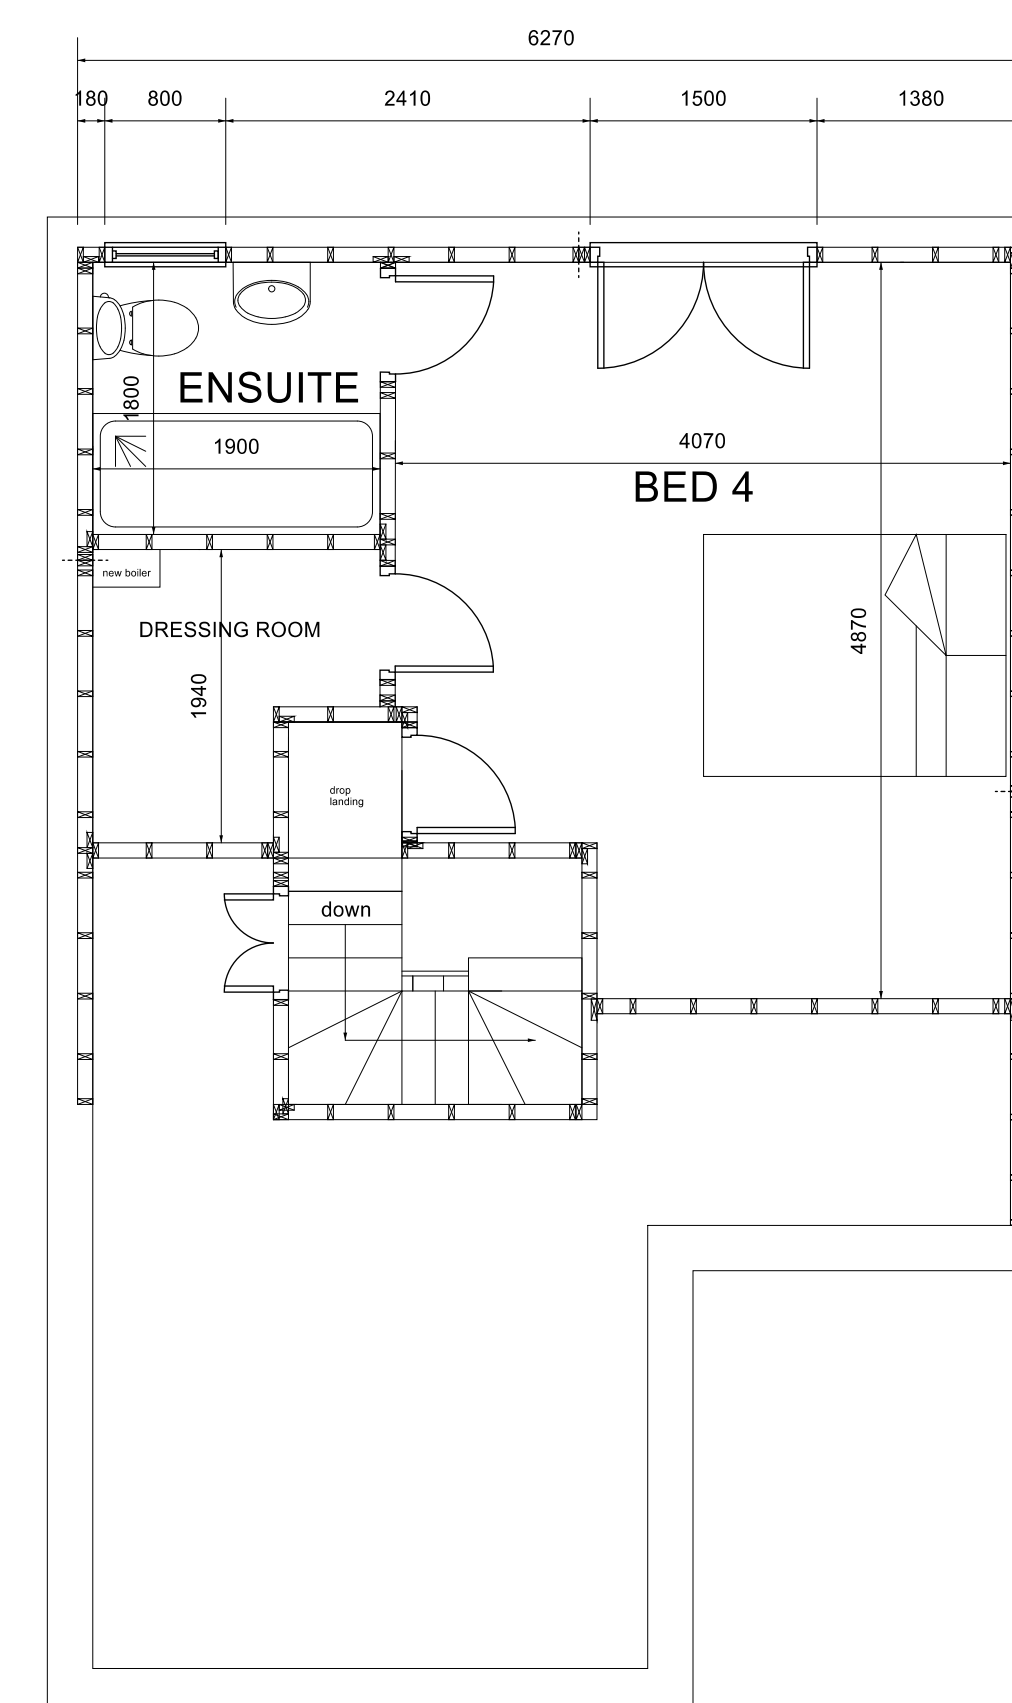 6270
180 800 2410 1500 1380
1800
ENSUITE
1900
4070
BED 4
new boiler
DRESSING ROOM
4870
1940
drop
landing
down